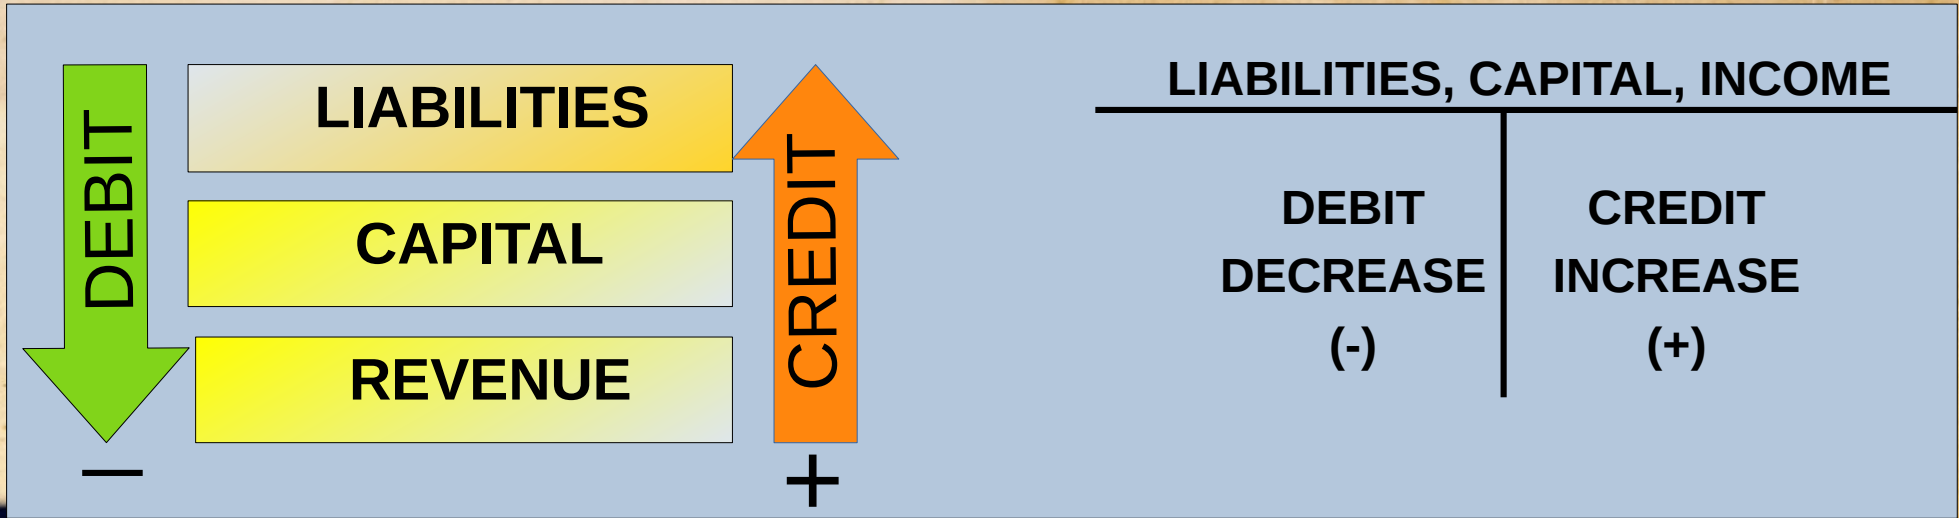 DEBIT
LIABILITIES
CAPITAL
REVENUE
CREDIT
–
+
LIABILITIES, CAPITAL, INCOME
DEBIT
DECREASE
(-)
CREDIT
INCREASE
(+)